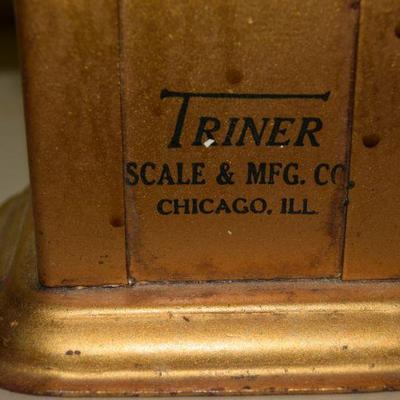 TRINER
SCALE & MFG. CO.
CHICAGO, ILL.